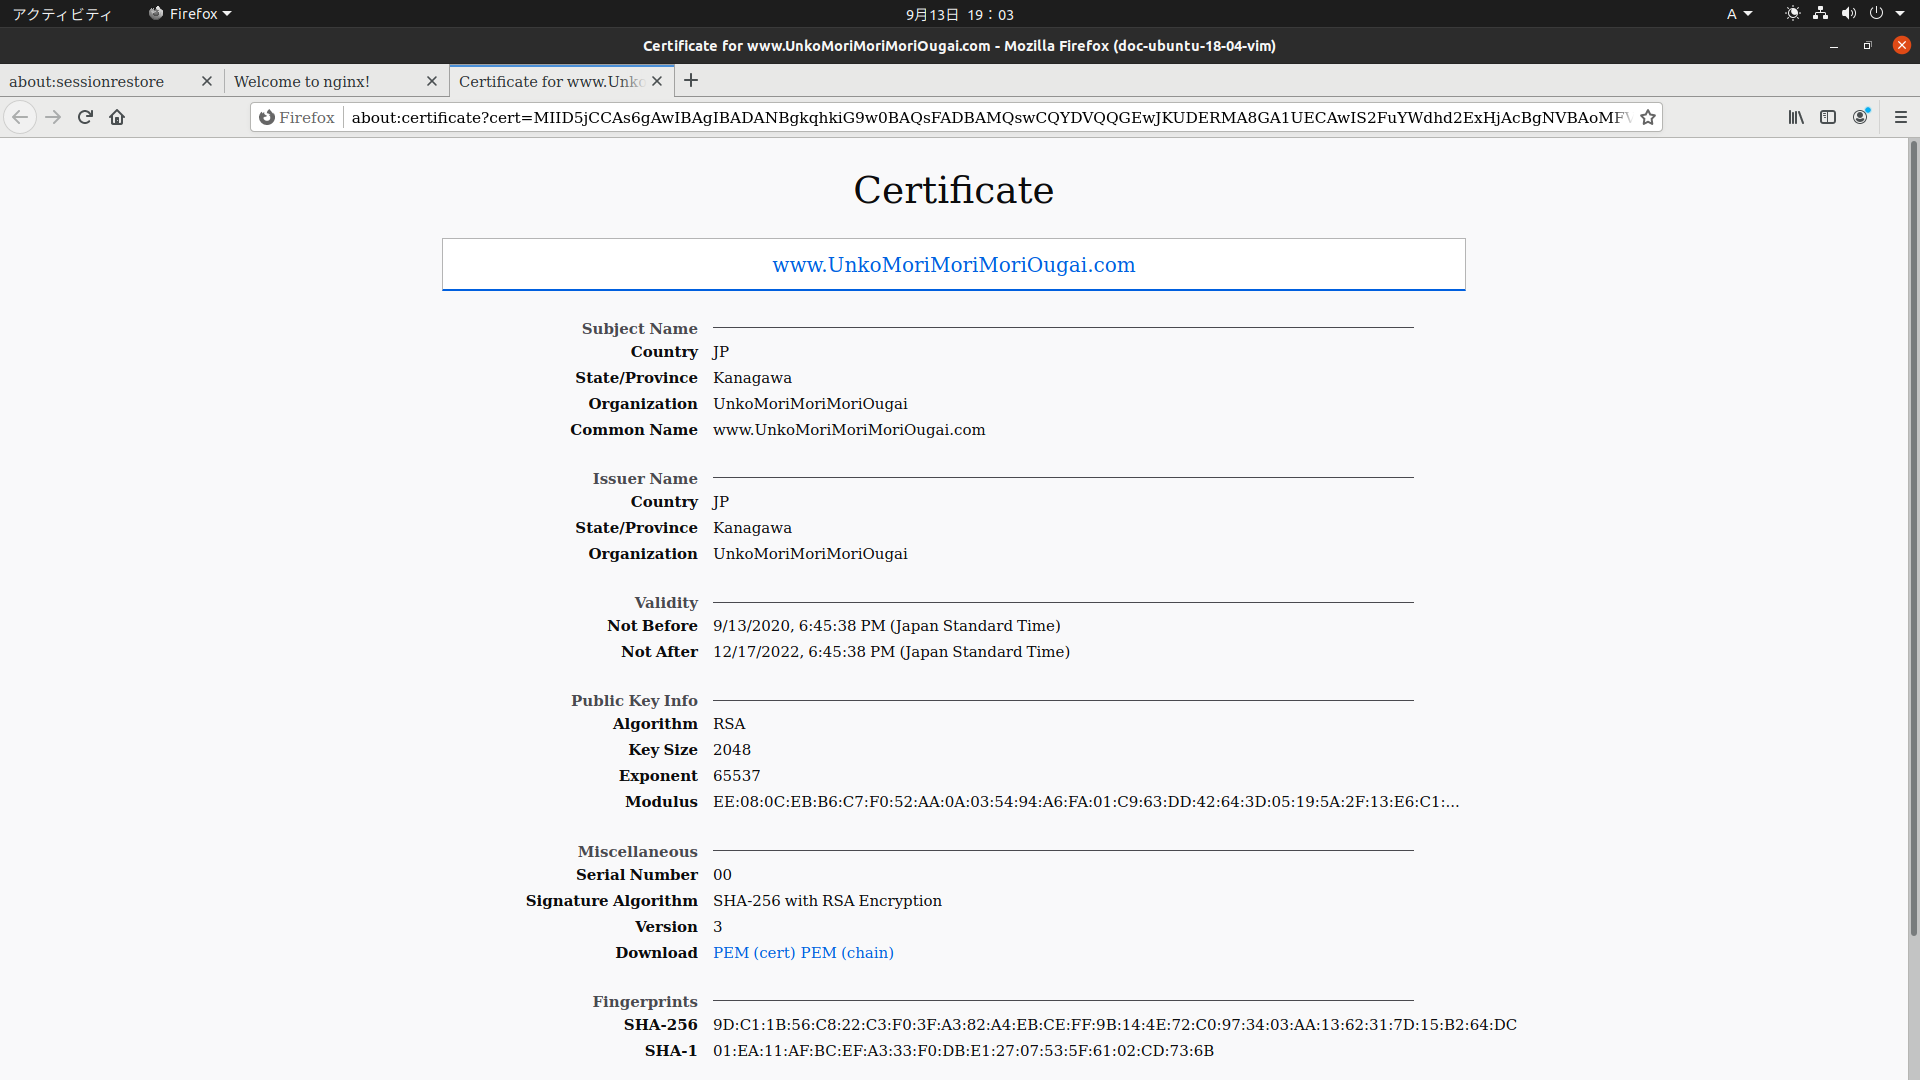 アクティビティ Firefox 9月13日 19:03 A
Certificate for www.UnkoMoriMoriMoriOugai.com - Mozilla Firefox (doc-ubuntu-18-04-vim)
about:sessionrestore Welcome to nginx! Certificate for www.Unko
Firefox about:certificate?cert=MIID5jCCAs6gAwIBAgIBADANBgkqhkiG9w0BAQsFADBAMQswCQYDVQQGEwJKUDERMA8GA1UECAwIS2FuYWdhd2ExHjAcBgNVBAoMFV
Certificate
www.UnkoMoriMoriMoriOugai.com
Subject Name
Country JP
State/Province Kanagawa
Organization UnkoMoriMoriMoriOugai
Common Name www.UnkoMoriMoriMoriOugai.com
Issuer Name
Country JP
State/Province Kanagawa
Organization UnkoMoriMoriMoriOugai
Validity
Not Before 9/13/2020, 6:45:38 PM (Japan Standard Time)
Not After 12/17/2022, 6:45:38 PM (Japan Standard Time)
Public Key Info
Algorithm RSA
Key Size 2048
Exponent 65537
Modulus EE:08:0C:EB:B6:C7:F0:52:AA:0A:03:54:94:A6:FA:01:C9:63:DD:42:64:3D:05:19:5A:2F:13:E6:C1:...
Miscellaneous
Serial Number 00
Signature Algorithm SHA-256 with RSA Encryption
Version 3
Download PEM (cert) PEM (chain)
Fingerprints
SHA-256 9D:C1:1B:56:C8:22:C3:F0:3F:A3:82:A4:EB:CE:FF:9B:14:4E:72:C0:97:34:03:AA:13:62:31:7D:15:B2:64:DC
SHA-1 01:EA:11:AF:BC:EF:A3:33:F0:DB:E1:27:07:53:5F:61:02:CD:73:6B